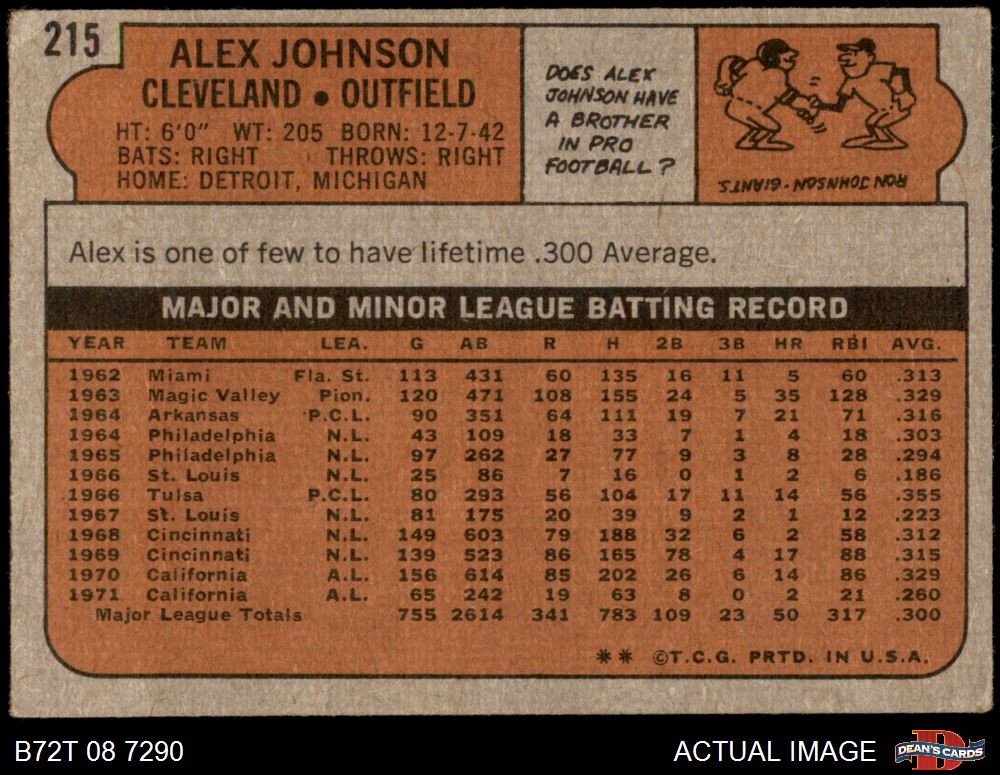 215
ALEX JOHNSON
CLEVELAND • OUTFIELD
HT: 6'0" WT: 205 BORN: 12-7-42
BATS: RIGHT THROWS: RIGHT
HOME: DETROIT, MICHIGAN
DOES ALEX
JOHNSON HAVE
A BROTHER
IN PRO
FOOTBALL?
RON JOHNSON - GIANTS
Alex is one of few to have lifetime .300 Average.
MAJOR AND MINOR LEAGUE BATTING RECORD
YEAR TEAM LEA. G AB R H 2B 3B HR RBI AVG.
1962 Miami Fla. St. 113 431 60 135 16 11 5 60 .313
1963 Magic Valley Pion. 120 471 108 155 24 5 35 128 .329
1964 Arkansas P.C.L. 90 351 64 111 19 7 21 71 .316
1964 Philadelphia N.L. 43 109 18 33 7 1 4 18 .303
1965 Philadelphia N.L. 97 262 27 77 9 3 8 28 .294
1966 St. Louis N.L. 25 86 7 16 0 1 2 6 .186
1966 Tulsa P.C.L. 80 293 56 104 17 11 14 56 .355
1967 St. Louis N.L. 81 175 20 39 9 2 1 12 .223
1968 Cincinnati N.L. 149 603 79 188 32 6 2 58 .312
1969 Cincinnati N.L. 139 523 86 165 78 4 17 88 .315
1970 California A.L. 156 614 85 202 26 6 14 86 .329
1971 California A.L. 65 242 19 63 8 0 2 21 .260
Major League Totals 755 2614 341 783 109 23 50 317 .300
** ©T.C.G. PRTD. IN U.S.A.
B72T 08 7290
ACTUAL IMAGE
D
DEAN'S CARDS